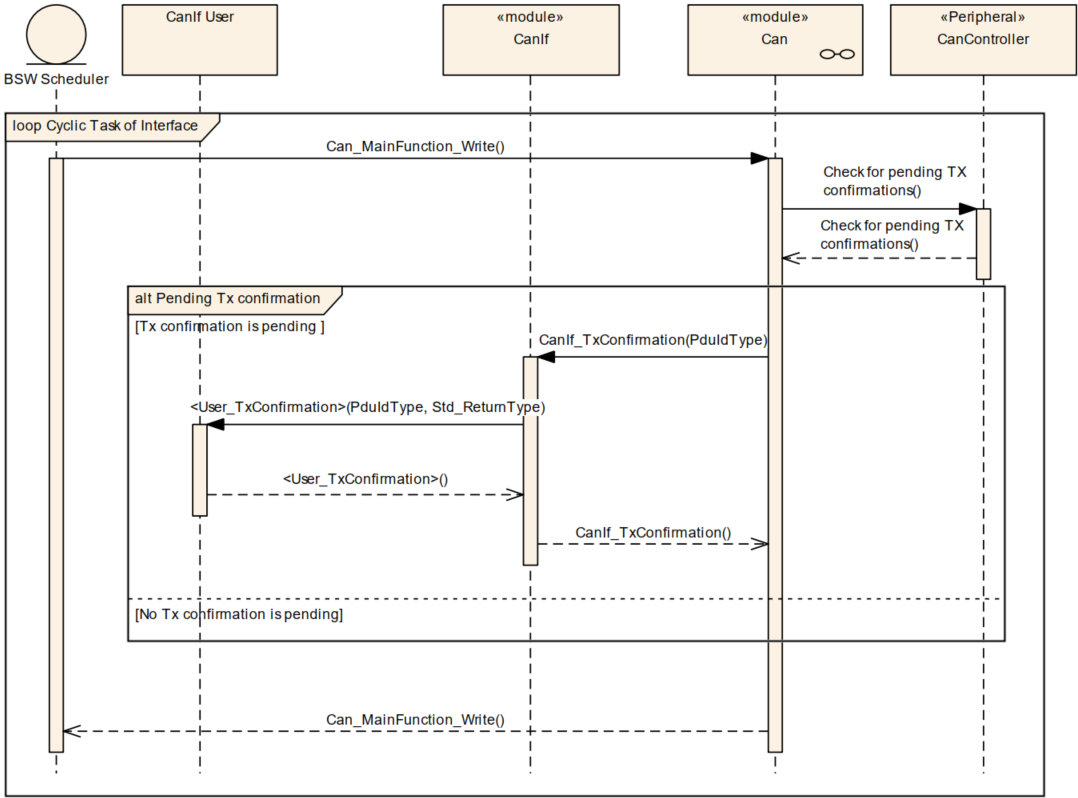 CanIf User
«module»
CanIf
«module»
Can
«Peripheral»
CanController
BSW Scheduler
loop Cyclic Task of Interface
Can_MainFunction_Write()
Check for pending TX
confirmations()
Check for pending TX
confirmations()
alt Pending Tx confirmation
[Tx confirmation is pending ]
CanIf_TxConfirmation(PduIdType)
<User_TxConfirmation>(PduIdType, Std_ReturnType)
<User_TxConfirmation>()
CanIf_TxConfirmation()
[No Tx confirmation is pending]
Can_MainFunction_Write()